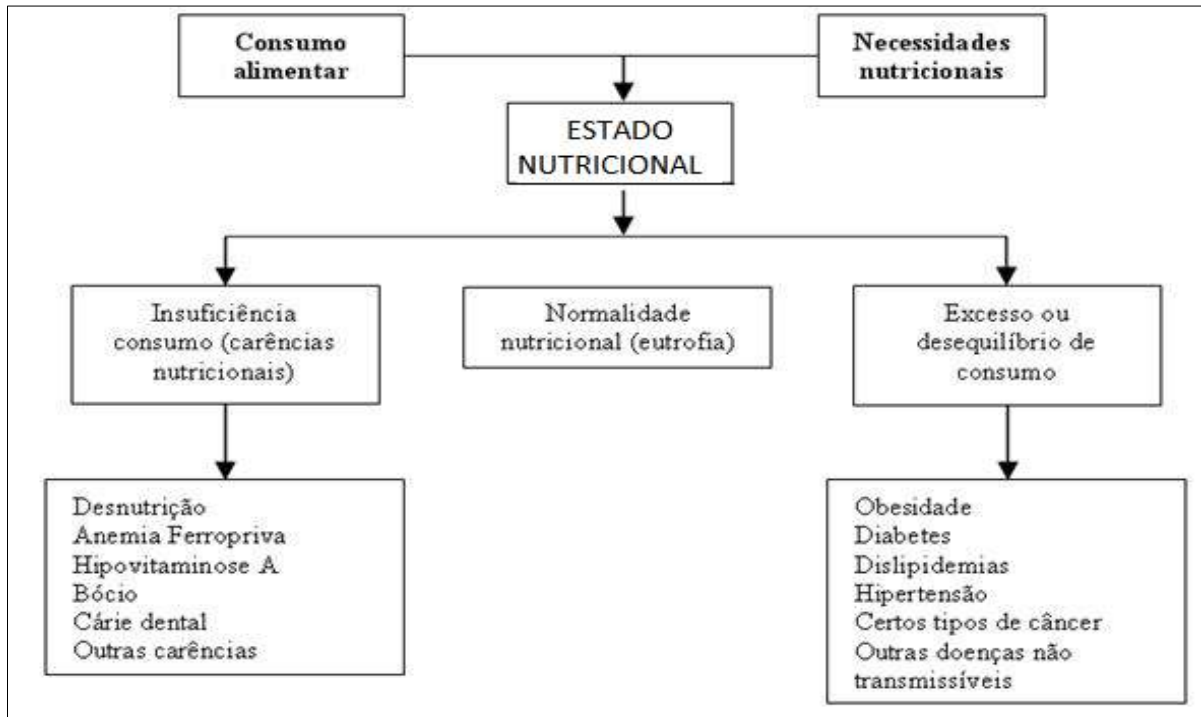 Consumo
alimentar
Necessidades
nutricionais
ESTADO
NUTRICIONAL
Insuficiência
consumo (carências
nutricionais)
Normalidade
nutricional (eutrofia)
Excesso ou
desequilíbrio de
consumo
Desnutrição
Anemia Ferropriva
Hipovitaminose A
Bócio
Cárie dental
Outras carências
Obesidade
Diabetes
Dislipidemias
Hipertensão
Certos tipos de câncer
Outras doenças não
transmissíveis